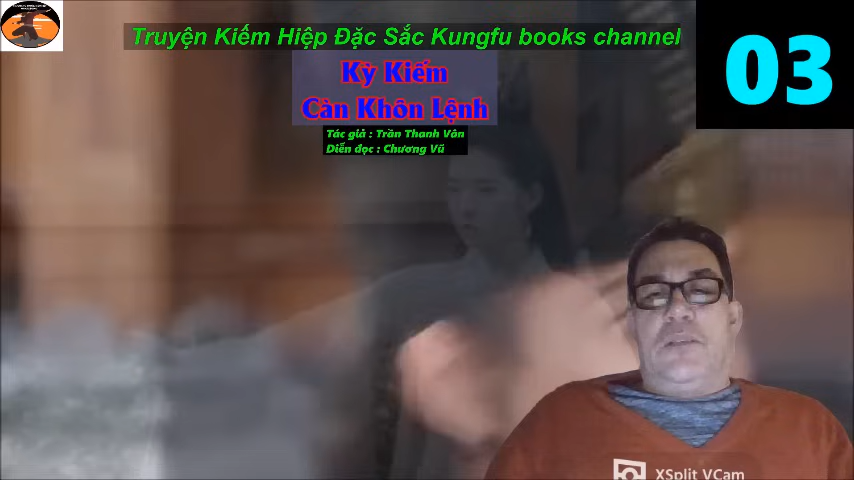 Truyện Kiếm Hiệp Đặc Sắc Kungfu books channel
03
Kỳ Kiếm
Càn Khôn Lệnh
Tác giả : Trần Thanh Vân
Diễn đọc : Chương Vũ
XSplit VCam